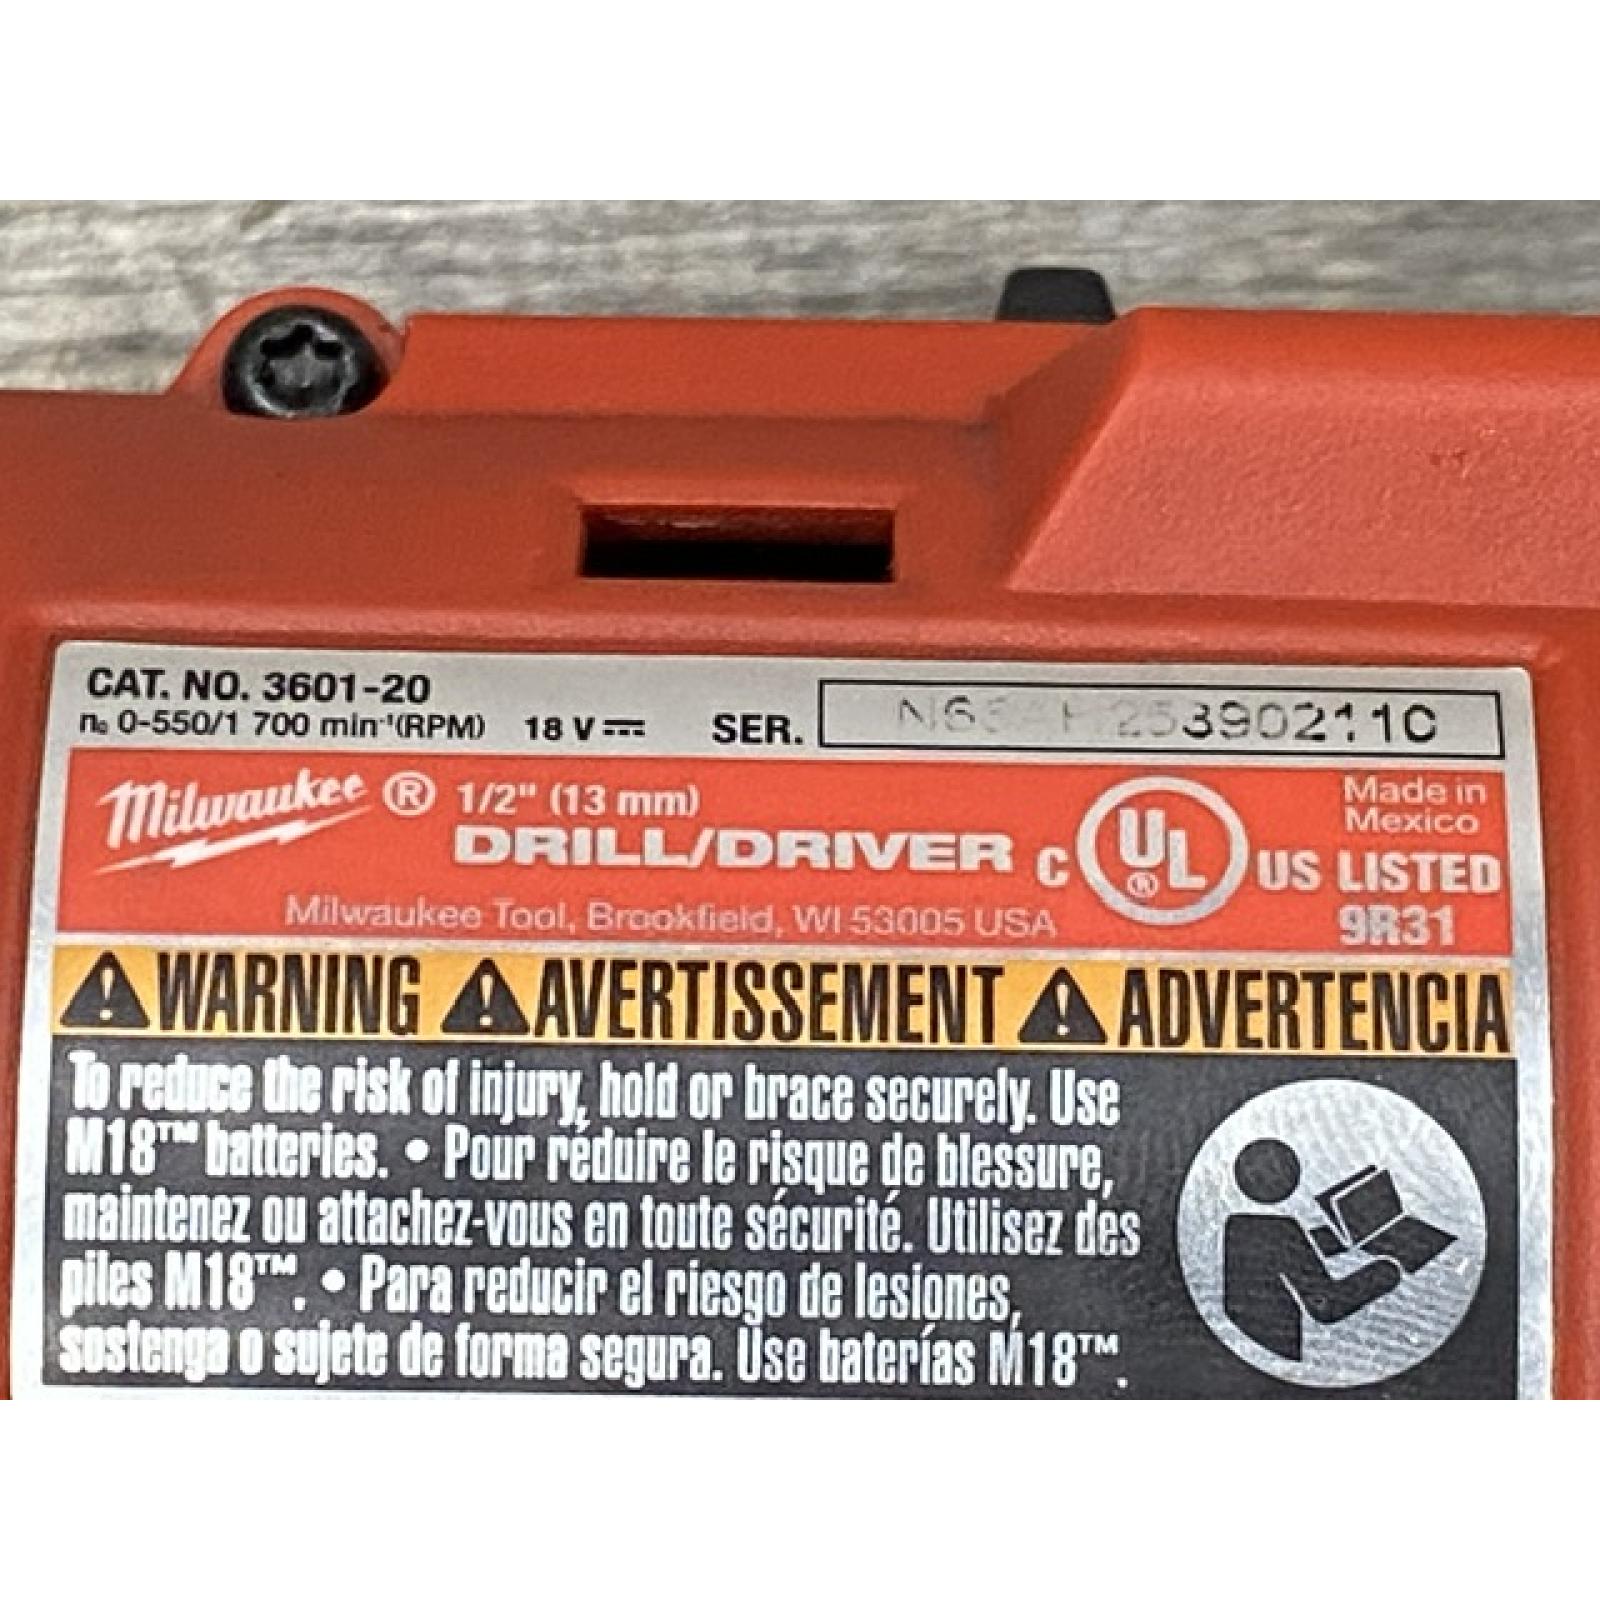 CAT. NO. 3601-20
n₀ 0-550/1 700 min⁻¹(RPM) 18 V ⎓ SER.
Milwaukee® 1/2" (13 mm)
DRILL/DRIVER
Milwaukee Tool, Brookfield, WI 53005 USA
C UL® US LISTED
Made in
Mexico
9R31
⚠WARNING ⚠AVERTISSEMENT ⚠ADVERTENCIA
To reduce the risk of injury, hold or brace securely. Use
M18™ batteries. • Pour réduire le risque de blessure,
maintenez ou attachez-vous en toute sécurité. Utilisez des
piles M18™. • Para reducir el riesgo de lesiones,
sostenga o sujete de forma segura. Use baterías M18™.